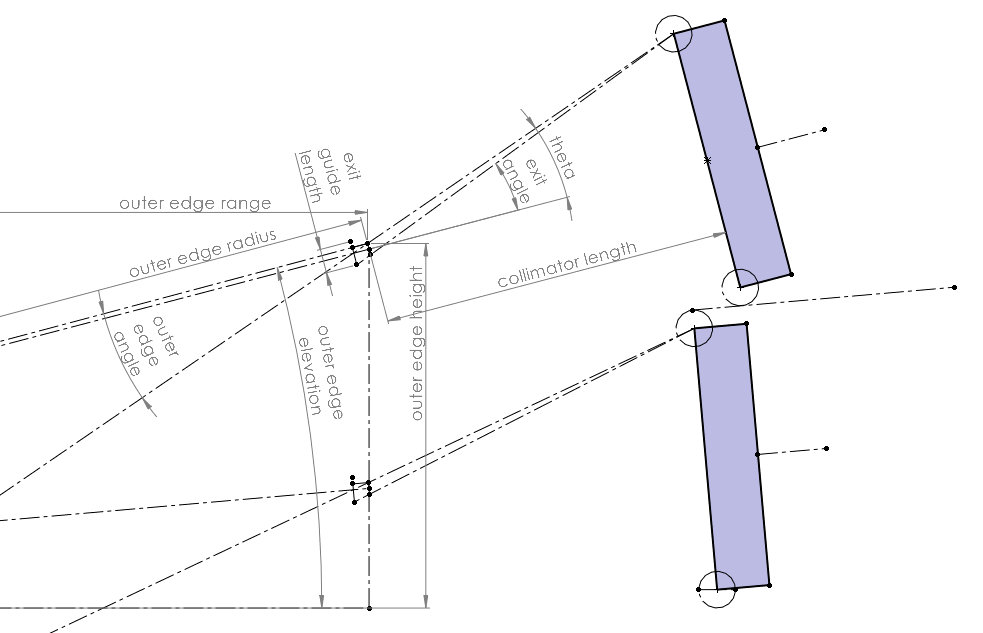 exit
guide
length
theta
exit
angle
outer edge range
outer edge radius
collimator length
outer edge height
outer
edge
angle
outer edge
elevation